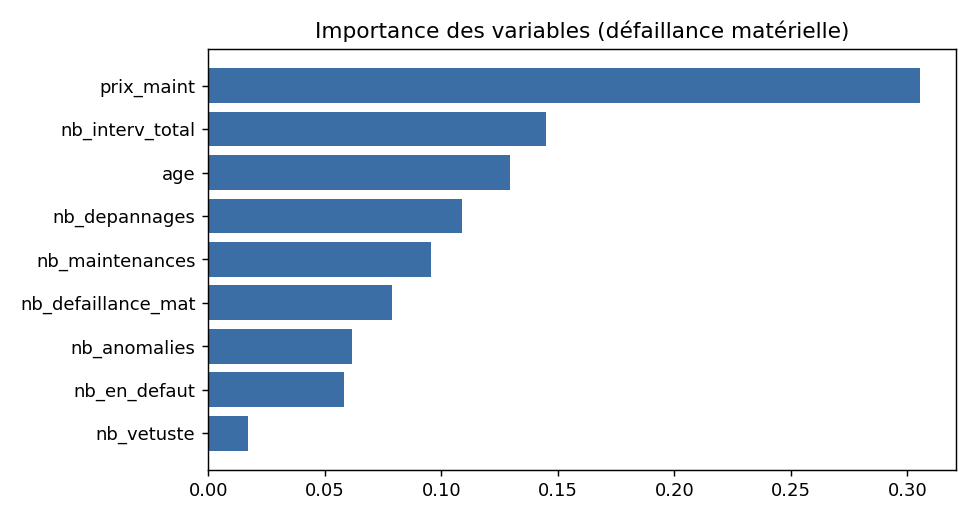 Importance des variables (défaillance matérielle)
prix_maint
nb_interv_total
age
nb_depannages
nb_maintenances
nb_defaillance_mat
nb_anomalies
nb_en_defaut
nb_vetuste
0.00 0.05 0.10 0.15 0.20 0.25 0.30